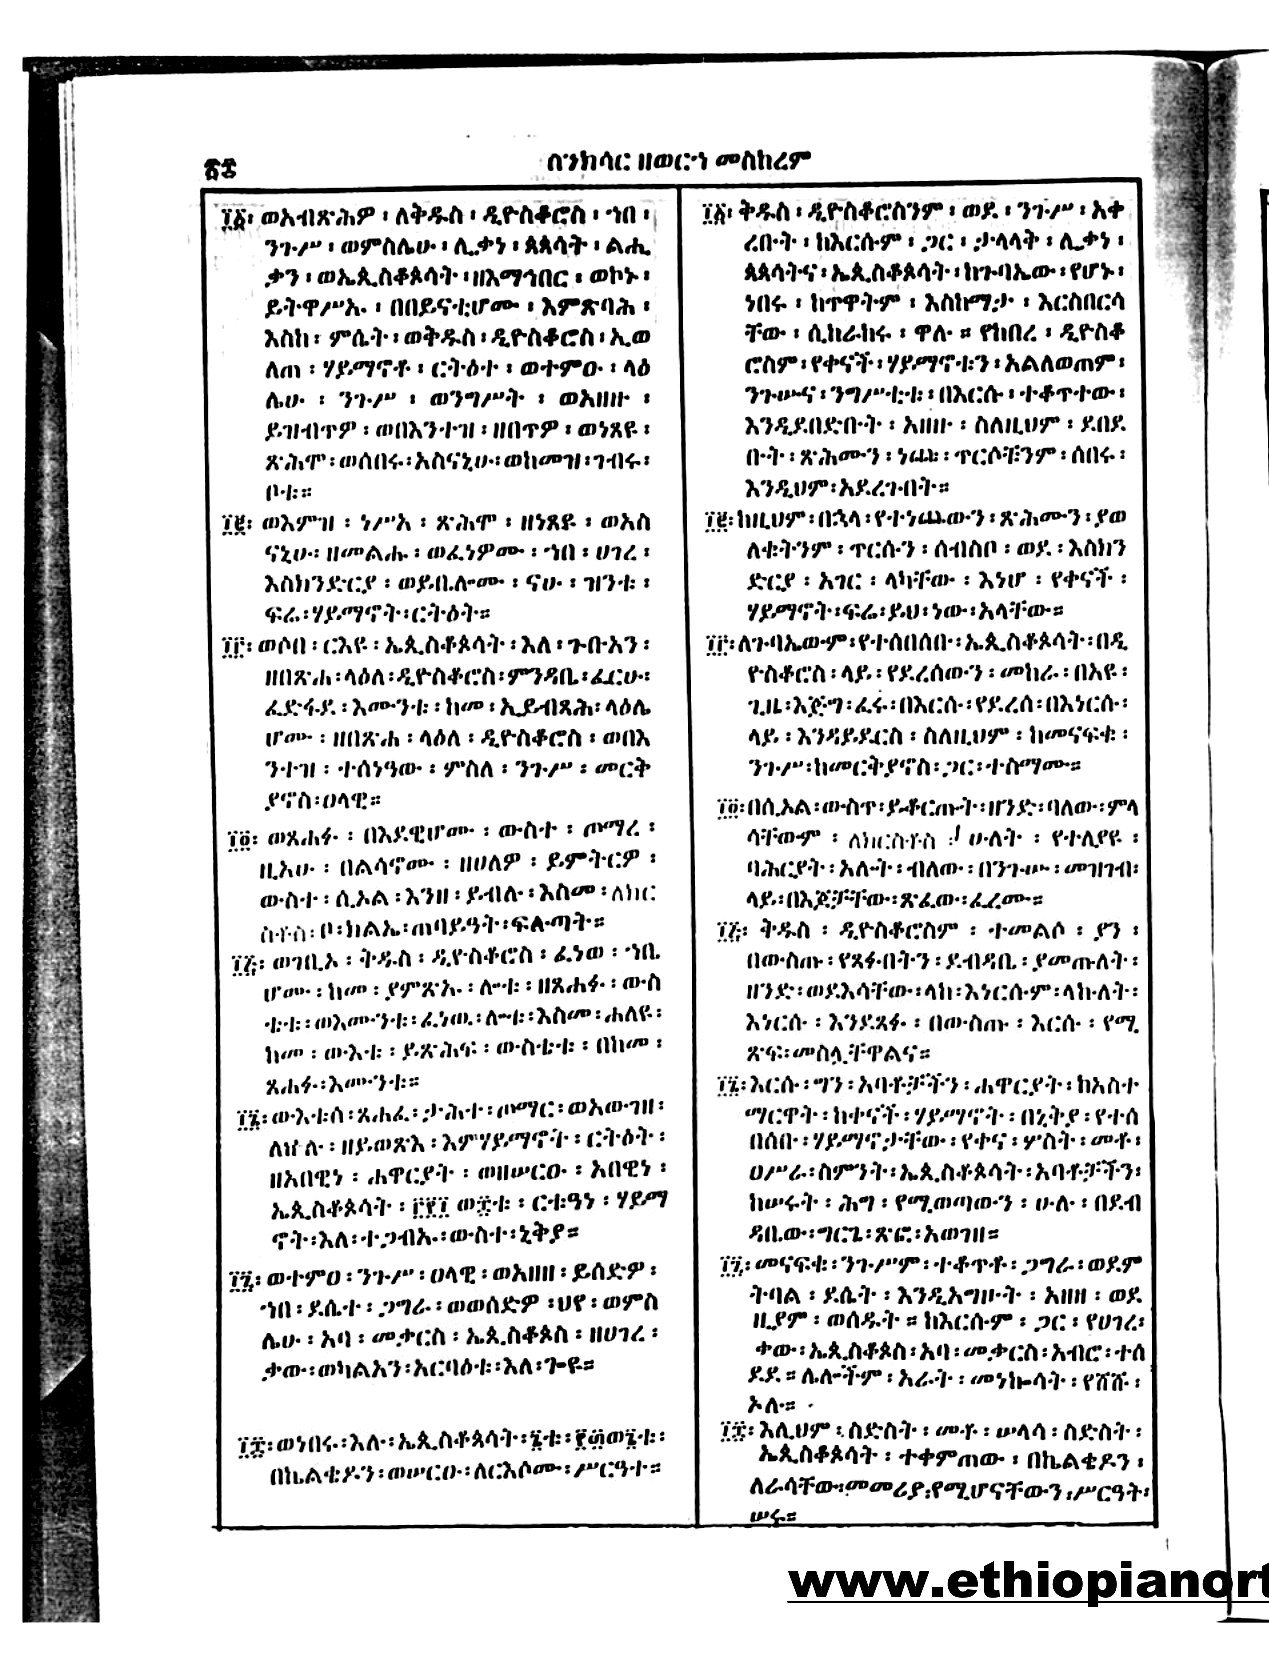 ፷፰
ስንክሳር ዘወርኀ መስከረም
፲፩፡ ወአብጽሕዎ ፡ ለቅዱስ ፡ ዲዮስቆሮስ ፡ ኀበ ፡
ንጉሥ ፡ ወምስሌሁ ፡ ሊቃነ ፡ ጳጳሳት ፡ ልሒ
ቃን ፡ ወኤጲስቆጶሳት ፡ ዘእማኅበር ፡ ወኮኑ ፡
ይትዋሥኡ ፡ በበይናቲሆሙ ፡ እምጽባሕ ፡
እስከ ፡ ምሴት ፡ ወቅዱስ ፡ ዲዮስቆሮስ ፡ ኢወ
ለጠ ፡ ሃይማኖቶ ፡ ርትዕተ ፡ ወተምዑ ፡ ላዕ
ሌሁ ፡ ንጉሥ ፡ ወንግሥት ፡ ወአዘዙ ፡
ይዝብጥዎ ፡ ወበእንተዝ ፡ ዘበጥዎ ፡ ወነጸዩ ፡
ጽሕሞ ፡ ወሰበሩ ፡ አስናኒሁ ፡ ወከመዝ ፡ ገብሩ ፡
ቦቱ ።
፲፪፡ ወእምዝ ፡ ነሥአ ፡ ጽሕሞ ፡ ዘነጸዩ ፡ ወአስ
ናኒሁ ፡ ዘመልሑ ፡ ወፈነዎሙ ፡ ኀበ ፡ ሀገረ ፡
እስክንድርያ ፡ ወይቤሎሙ ፡ ናሁ ፡ ዝንቱ ፡
ፍሬ ፡ ሃይማኖት ፡ ርትዕት ።
፲፫፡ ወሶበ ፡ ርእዩ ፡ ኤጲስቆጶሳት ፡ እለ ፡ ጉቡአን ፡
ዘበጽሐ ፡ ላዕለ ፡ ዲዮስቆሮስ ፡ ምንዳቤ ፡ ፈርሁ ፡
ፈድፋደ ፡ እሙንቱ ፡ ከመ ፡ ኢይብጻሕ ፡ ላዕሌ
ሆሙ ፡ ዘበጽሐ ፡ ላዕለ ፡ ዲዮስቆሮስ ፡ ወበእ
ንተዝ ፡ ተሰነዓው ፡ ምስለ ፡ ንጉሥ ፡ መርቅ
ያኖስ ፡ ዐላዊ ።
፲፬፡ ወጸሐፉ ፡ በእደዊሆሙ ፡ ውስተ ፡ ጦማረ ፡
ዚአሁ ፡ በልሳኖሙ ፡ ዘሀለዎ ፡ ይምትርዎ ፡
ውስተ ፡ ሲኦል ፡ እንዘ ፡ ይብሉ ፡ እስመ ፡ ለክር
ስቶስ ፡ ቦ ፡ ክልኤ ፡ ጠባይዓት ፡ ፍሉጣት ።
፲፭፡ ወገቢኦ ፡ ቅዱስ ፡ ዲዮስቆሮስ ፡ ፈነወ ፡ ኀቤ
ሆሙ ፡ ከመ ፡ ያምጽኡ ፡ ሎቱ ፡ ዘጸሐፉ ፡ ውስ
ቴቱ ፡ ወእሙንቱ ፡ ፈነዉ ፡ ሎቱ ፡ እስመ ፡ ሐለዩ ፡
ከመ ፡ ውእቱ ፡ ይጽሕፍ ፡ ውስቴቱ ፡ በከመ ፡
ጸሐፉ ፡ እሙንቱ ።
፲፮፡ ውእቱሰ ፡ ጸሐፈ ፡ ታሕተ ፡ ጦማር ፡ ወአውገዘ ፡
ለኵሉ ፡ ዘይወጽእ ፡ እምሃይማኖት ፡ ርትዕት ፡
ዘአበዊነ ፡ ሐዋርያት ፡ ወዘሠርዑ ፡ አበዊነ ፡
ኤጲስቆጶሳት ፡ ፫፻፲ ወ፰ቱ ፡ ርቱዓነ ፡ ሃይማ
ኖት ፡ እለ ፡ ተጋብኡ ፡ ውስተ ፡ ኒቅያ ።
፲፯፡ ወተምዐ ፡ ንጉሥ ፡ ዐላዊ ፡ ወአዘዘ ፡ ይሰድዎ ፡
ኀበ ፡ ደሴተ ፡ ጋግራ ፡ ወወሰድዎ ፡ ህየ ፡ ወምስ
ሌሁ ፡ አባ ፡ መቃርስ ፡ ኤጲስቆጶስ ፡ ዘሀገረ ፡
ቃው ፡ ወካልአን ፡ አርባዕቱ ፡ እለ ፡ ጐዩ ።
፲፰፡ ወነበሩ ፡ እሉ ፡ ኤጲስቆጶሳት ፡ ፮ቱ ፡ ፻፴ወ፮ቱ ፡
በኬልቄዶን ፡ ወሠርዑ ፡ ለርእሶሙ ፡ ሥርዓተ ።
፲፩፡ ቅዱስ ፡ ዲዮስቆሮስንም ፡ ወደ ፡ ንጉሥ ፡ አቀ
ረቡት ፡ ከእርሱም ፡ ጋር ፡ ታላላቅ ፡ ሊቃነ ፡
ጳጳሳትና ፡ ኤጲስቆጶሳት ፡ ከጉባኤው ፡ የሆኑ ፡
ነበሩ ፡ ከጥዋትም ፡ እስከማታ ፡ እርስበርሳ
ቸው ፡ ሲከራከሩ ፡ ዋሉ ። የከበረ ፡ ዲዮስቆ
ሮስም ፡ የቀናች ፡ ሃይማኖቱን ፡ አልለወጠም ፡
ንጉሡና ፡ ንግሥቲቱ ፡ በእርሱ ፡ ተቆጥተው ፡
እንዲደበድቡት ፡ አዘዙ ፡ ስለዚህም ፡ ደበደ
ቡት ፡ ጽሕሙን ፡ ነጩ ፡ ጥርሶቹንም ፡ ሰበሩ ፡
እንዲህም ፡ አደረጉበት ።
፲፪፡ ከዚህም ፡ በኋላ ፡ የተነጨውን ፡ ጽሕሙን ፡ ያወ
ለቁትንም ፡ ጥርሱን ፡ ሰብስቦ ፡ ወደ ፡ እስክን
ድርያ ፡ አገር ፡ ላካቸው ፡ እነሆ ፡ የቀናች ፡
ሃይማኖት ፡ ፍሬ ፡ ይህ ፡ ነው ፡ አላቸው ።
፲፫፡ ለጉባኤውም ፡ የተሰበሰቡ ፡ ኤጲስቆጶሳት ፡ በዲ
ዮስቆሮስ ፡ ላይ ፡ የደረሰውን ፡ መከራ ፡ በአዩ ፡
ጊዜ ፡ እጅግ ፡ ፈሩ ፡ በእርሱ ፡ የደረሰ ፡ በእነርሱ ፡
ላይ ፡ እንዳይደርስ ፡ ስለዚህም ፡ ከመናፍቁ ፡
ንጉሥ ፡ ከመርቅያኖስ ፡ ጋር ፡ ተስማሙ ።
፲፬፡ በሲኦል ፡ ውስጥ ፡ ይቆርጡት ፡ ዘንድ ፡ ባለው ፡ ምላ
ሳቸውም ፡ ለክርስቶስ ፡ ሁለት ፡ የተለያዩ ፡
ባሕርያት ፡ አሉት ፡ ብለው ፡ በንጉሡ ፡ መዝገብ ፡
ላይ ፡ በእጆቻቸው ፡ ጽፈው ፡ ፈረሙ ።
፲፭፡ ቅዱስ ፡ ዲዮስቆሮስም ፡ ተመልሶ ፡ ያን ፡
በውስጡ ፡ የጻፉበትን ፡ ደብዳቤ ፡ ያመጡለት ፡
ዘንድ ፡ ወደእሳቸው ፡ ላከ ፡ እነርሱም ፡ ላኩለት ፡
እነርሱ ፡ እንደጻፉ ፡ በውስጡ ፡ እርሱ ፡ የሚ
ጽፍ ፡ መስሏቸዋልና ።
፲፮፡ እርሱ ፡ ግን ፡ አባቶቻችን ፡ ሐዋርያት ፡ ከአስተ
ማርዋት ፡ ከቀናች ፡ ሃይማኖት ፡ በኒቅያ ፡ የተሰ
በሰቡ ፡ ሃይማኖታቸው ፡ የቀና ፡ ሦስት ፡ መቶ ፡
ዐሥራ ፡ ስምንት ፡ ኤጲስቆጶሳት ፡ አባቶቻችን ፡
ከሠሩት ፡ ሕግ ፡ የሚወጣውን ፡ ሁሉ ፡ በደብ
ዳቤው ፡ ግርጌ ፡ ጽፎ ፡ አወገዘ ።
፲፯፡ መናፍቁ ፡ ንጉሥም ፡ ተቆጥቶ ፡ ጋግራ ፡ ወደም
ትባል ፡ ደሴት ፡ እንዲአግዙት ፡ አዘዘ ፡ ወደ
ዚያም ፡ ወሰዱት ። ከእርሱም ፡ ጋር ፡ የሀገረ ፡
ቃው ፡ ኤጲስቆጶስ ፡ አባ ፡ መቃርስ ፡ አብሮ ፡ ተሰ
ደደ ። ሌሎችም ፡ አራት ፡ መነኰሳት ፡ የሸሹ ፡
ኦሉ ።
፲፰፡ እሊህም ፡ ስድስት ፡ መቶ ፡ ሠላሳ ፡ ስድስት ፡
ኤጲስቆጶሳት ፡ ተቀምጠው ፡ በኬልቄዶን ፡
ለራሳቸው ፡ መመሪያ ፡ የሚሆናቸውን ፡ ሥርዓት ፡
ሠሩ ።
www.ethiopianort